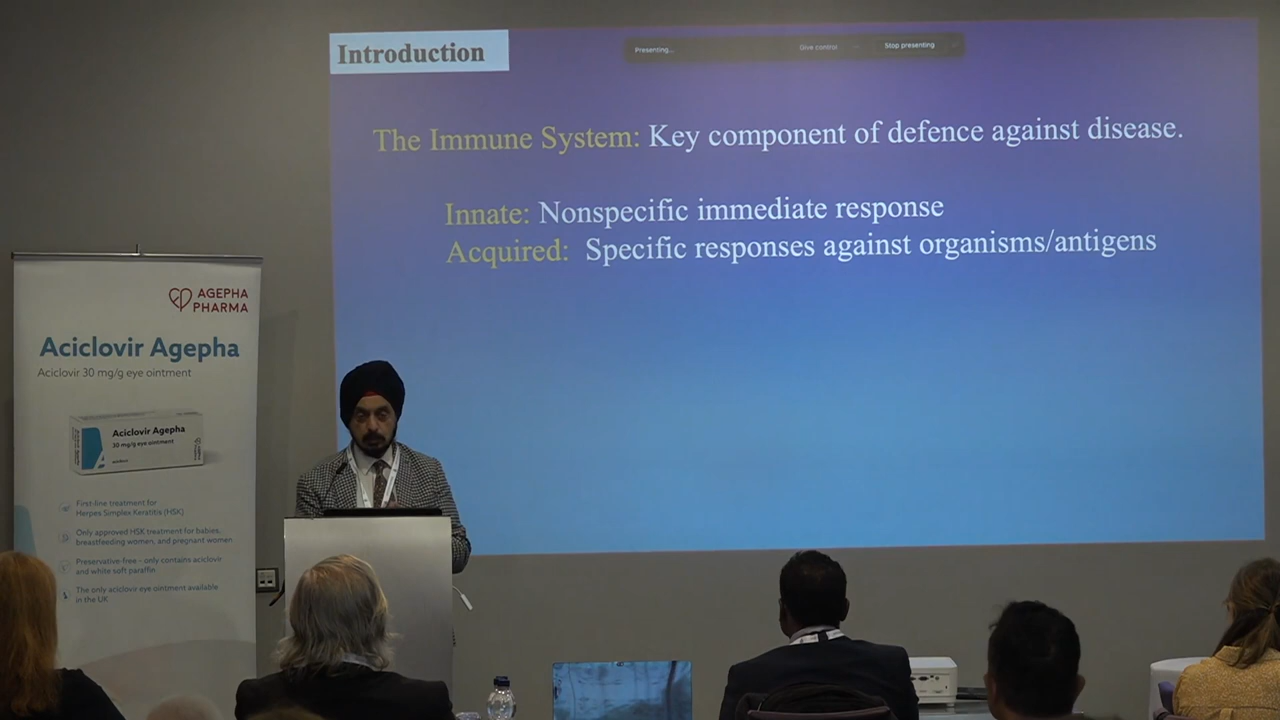 Introduction
Presenting...
Give control
Stop presenting
The Immune System: Key component of defence against disease.
Innate: Nonspecific immediate response
Acquired: Specific responses against organisms/antigens
AGEPHA
PHARMA
Aciclovir Agepha
Aciclovir 30 mg/g eye ointment
Aciclovir Agepha
30 mg/g eye ointment
First-line treatment for
Herpes Simplex Keratitis (HSK)
Only approved HSK treatment for babies,
breastfeeding women, and pregnant women
Preservative-free - only contains aciclovir
and white soft paraffin
The only aciclovir eye ointment available
in the UK